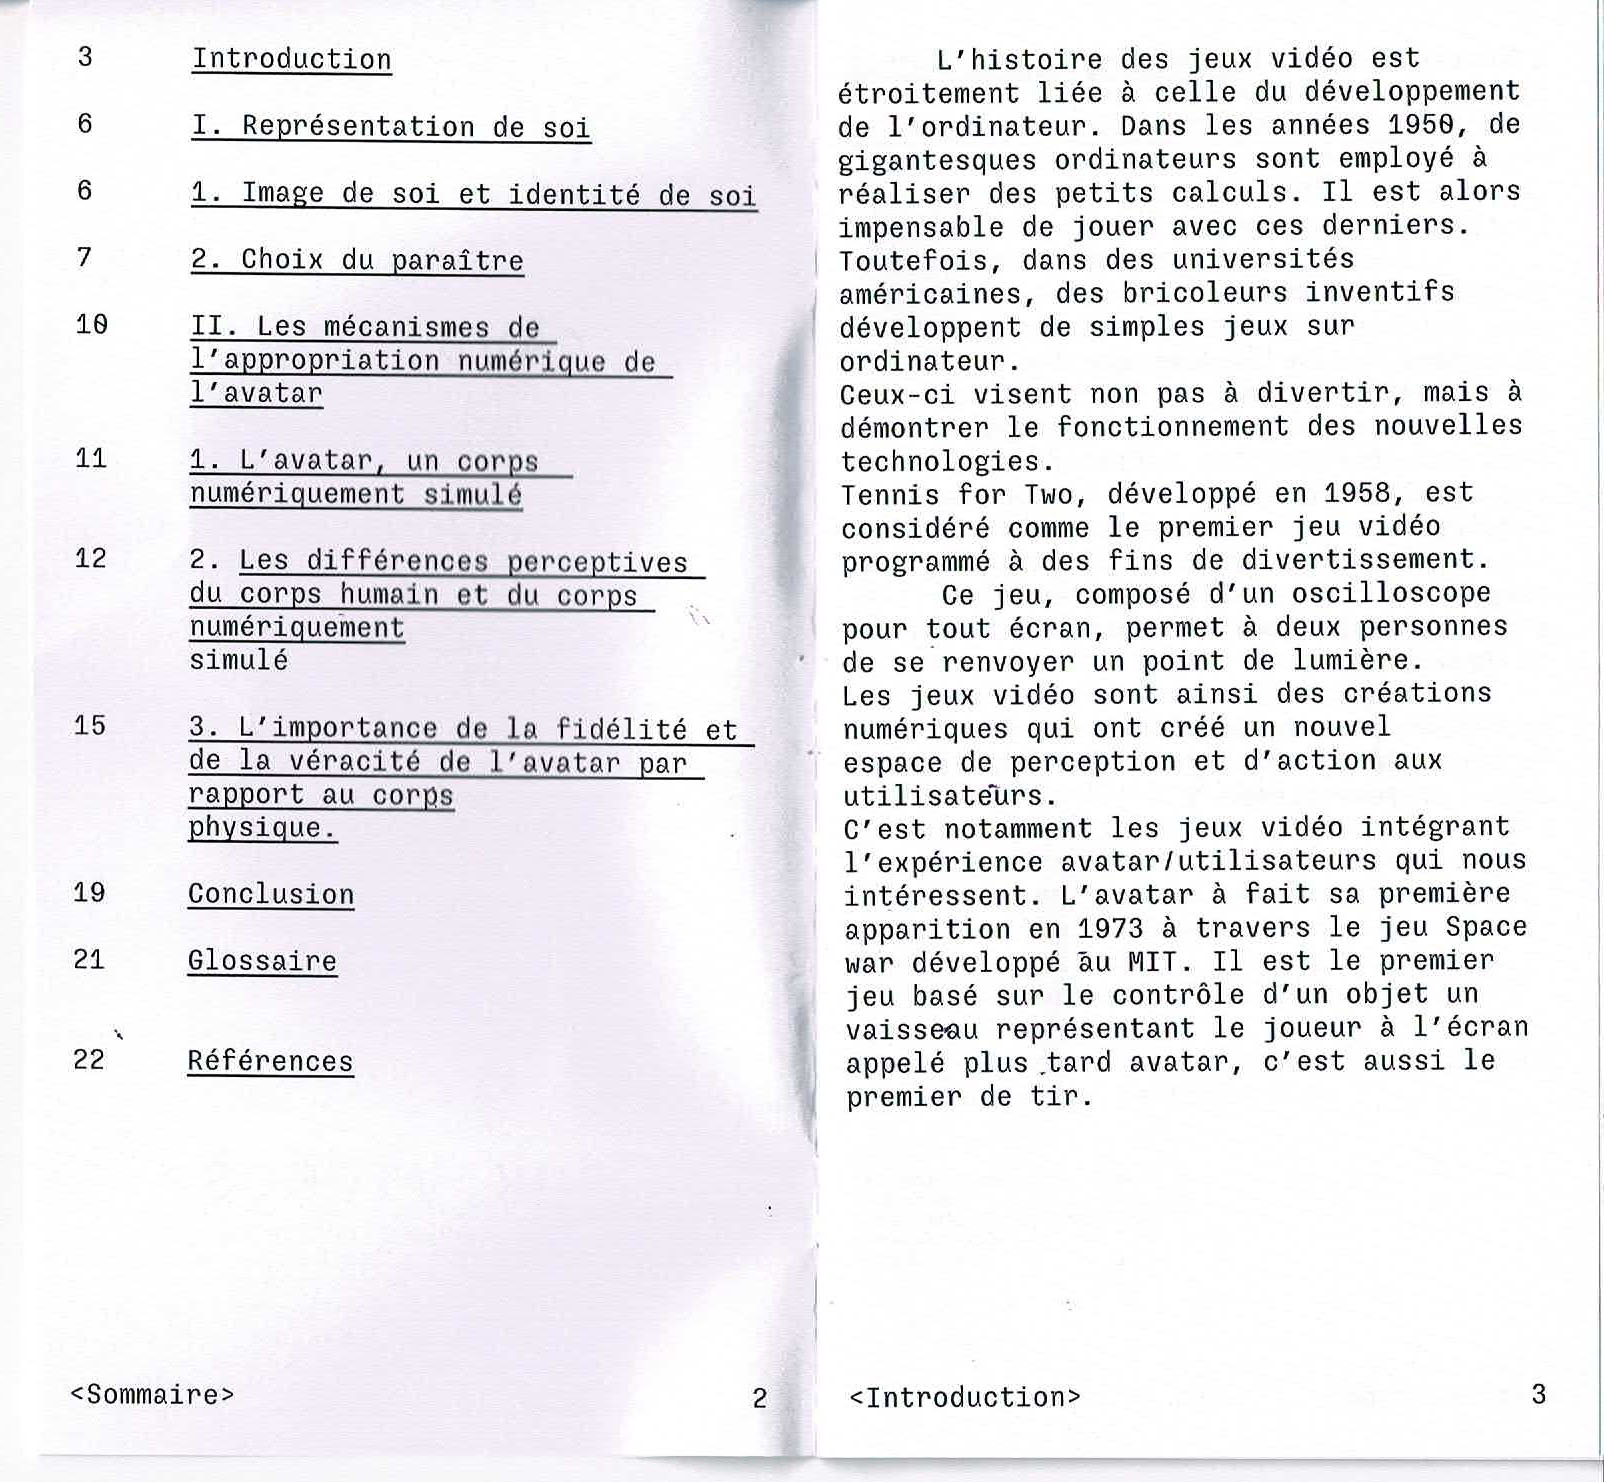 3 Introduction
6 I. Représentation de soi
6 1. Image de soi et identité de soi
7 2. Choix du paraître
10 II. Les mécanismes de
l'appropriation numérique de
l'avatar
11 1. L'avatar, un corps
numériquement simulé
12 2. Les différences perceptives
du corps humain et du corps
numériquement
simulé
15 3. L'importance de la fidélité et
de la véracité de l'avatar par
rapport au corps
physique.
19 Conclusion
21 Glossaire
22 Références
<Sommaire> 2
L'histoire des jeux vidéo est
étroitement liée à celle du développement
de l'ordinateur. Dans les années 1950, de
gigantesques ordinateurs sont employé à
réaliser des petits calculs. Il est alors
impensable de jouer avec ces derniers.
Toutefois, dans des universités
américaines, des bricoleurs inventifs
développent de simples jeux sur
ordinateur.
Ceux-ci visent non pas à divertir, mais à
démontrer le fonctionnement des nouvelles
technologies.
Tennis for Two, développé en 1958, est
considéré comme le premier jeu vidéo
programmé à des fins de divertissement.
Ce jeu, composé d'un oscilloscope
pour tout écran, permet à deux personnes
de se renvoyer un point de lumière.
Les jeux vidéo sont ainsi des créations
numériques qui ont créé un nouvel
espace de perception et d'action aux
utilisateurs.
C'est notamment les jeux vidéo intégrant
l'expérience avatar/utilisateurs qui nous
intéressent. L'avatar à fait sa première
apparition en 1973 à travers le jeu Space
war développé au MIT. Il est le premier
jeu basé sur le contrôle d'un objet un
vaisseau représentant le joueur à l'écran
appelé plus tard avatar, c'est aussi le
premier de tir.
<Introduction> 3